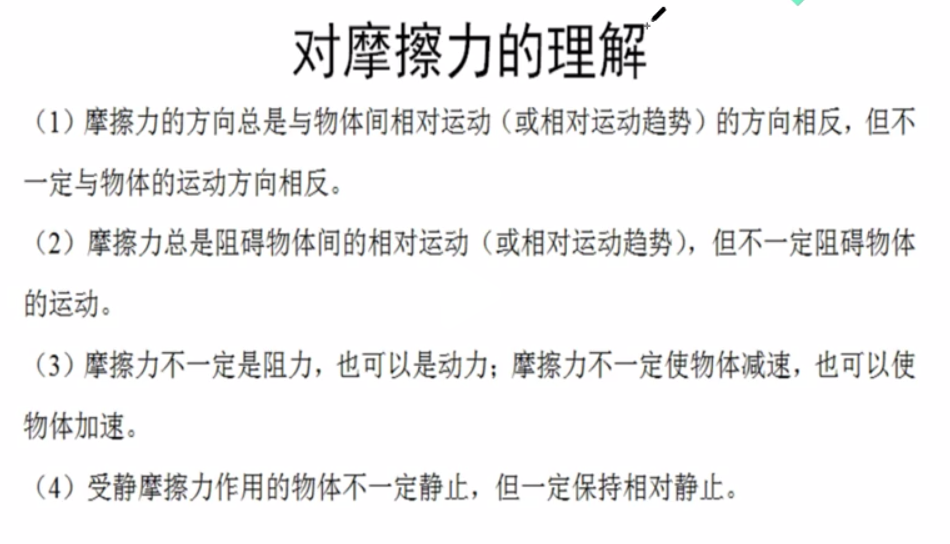 对摩擦力的理解
（1）摩擦力的方向总是与物体间相对运动（或相对运动趋势）的方向相反，但不
一定与物体的运动方向相反。
（2）摩擦力总是阻碍物体间的相对运动（或相对运动趋势），但不一定阻碍物体
的运动。
（3）摩擦力不一定是阻力，也可以是动力；摩擦力不一定使物体减速，也可以使
物体加速。
（4）受静摩擦力作用的物体不一定静止，但一定保持相对静止。